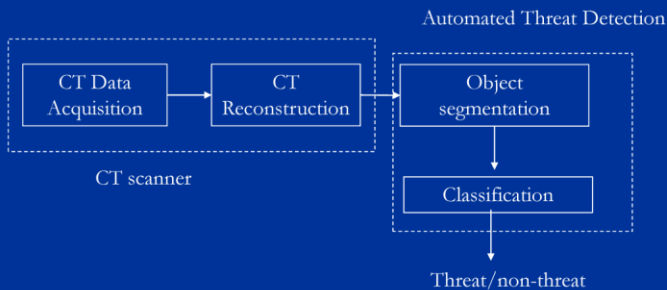 Automated Threat Detection
CT Data
Acquisition
CT
Reconstruction
Object
segmentation
CT scanner
Classification
Threat/non-threat